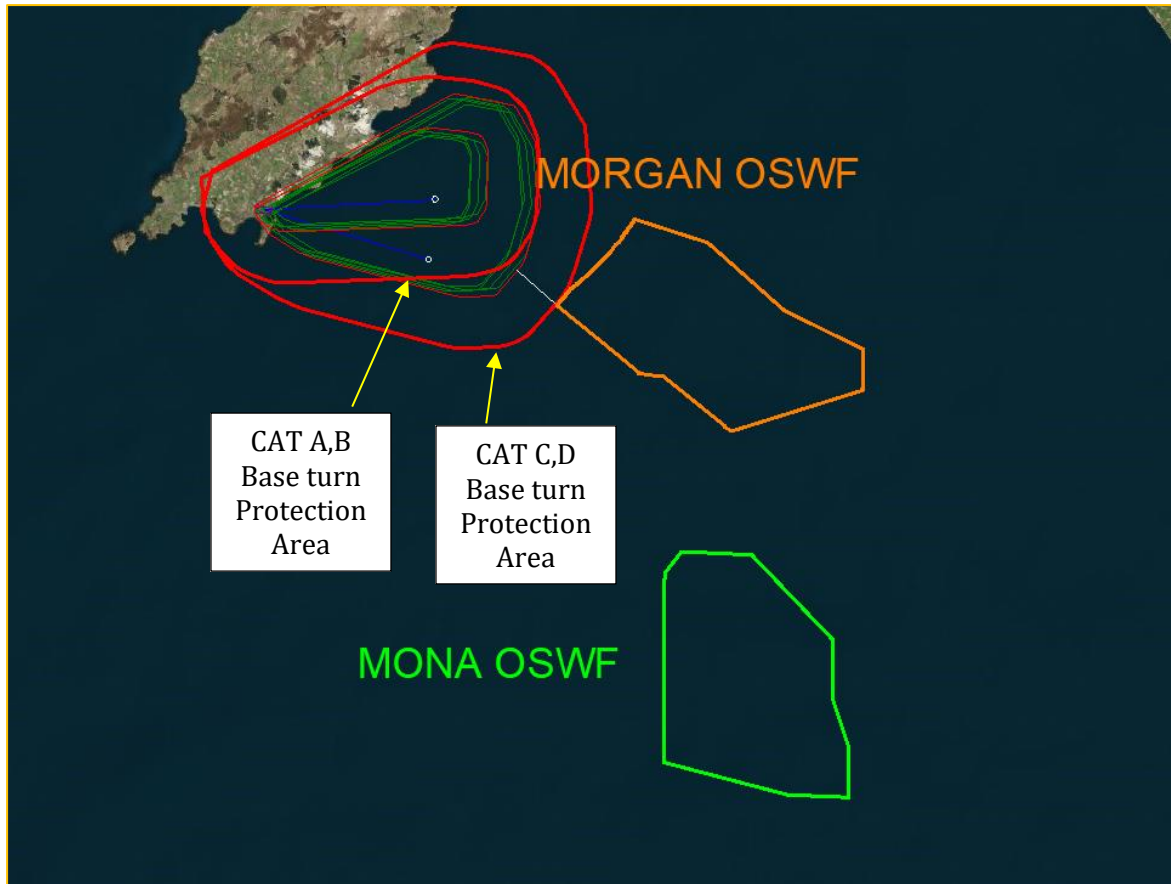 MORGAN OSWF
CAT A,B
Base turn
Protection
Area
CAT C,D
Base turn
Protection
Area
MONA OSWF